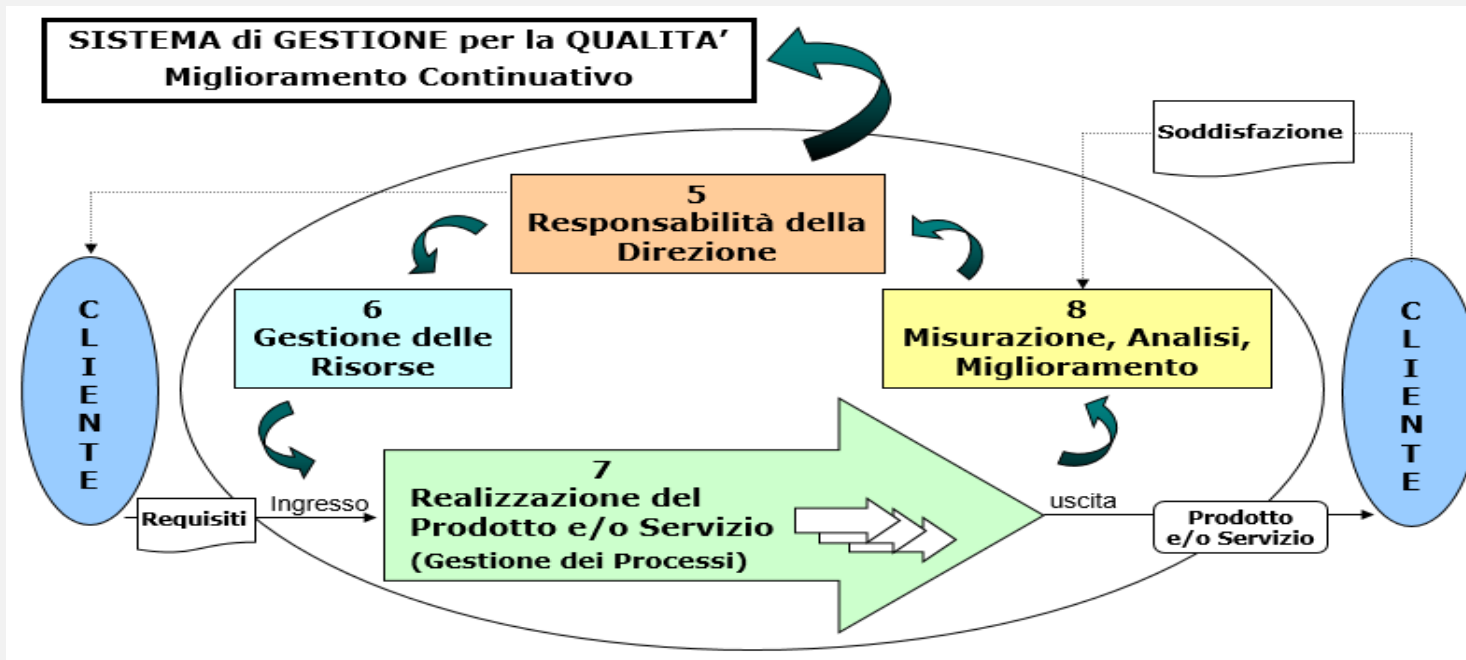 SISTEMA di GESTIONE per la QUALITA’
Miglioramento Continuativo
Soddisfazione
5
Responsabilità della
Direzione
6
Gestione delle
Risorse
8
Misurazione, Analisi,
Miglioramento
C
L
I
E
N
T
E
C
L
I
E
N
T
E
7
Realizzazione del
Prodotto e/o Servizio
(Gestione dei Processi)
Requisiti
Ingresso
uscita
Prodotto
e/o Servizio